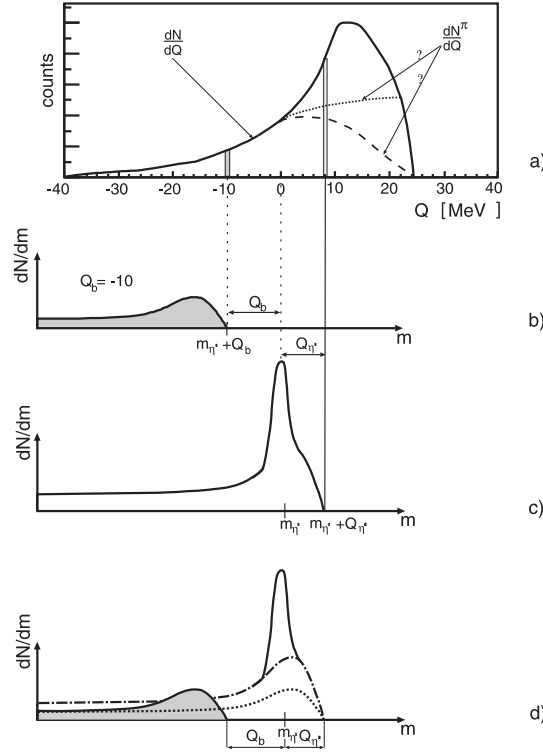 a)
counts
dN
dQ
dN^π
dQ
?
?
-40 -30 -20 -10 0 10 20 30 40
Q [MeV]
b)
dN/dm
Q_b = -10
Q_b
m
m_η' + Q_b
Q_η'
c)
dN/dm
m
m_η' m_η' + Q_η'
d)
dN/dm
m
Q_b m_η' Q_η'